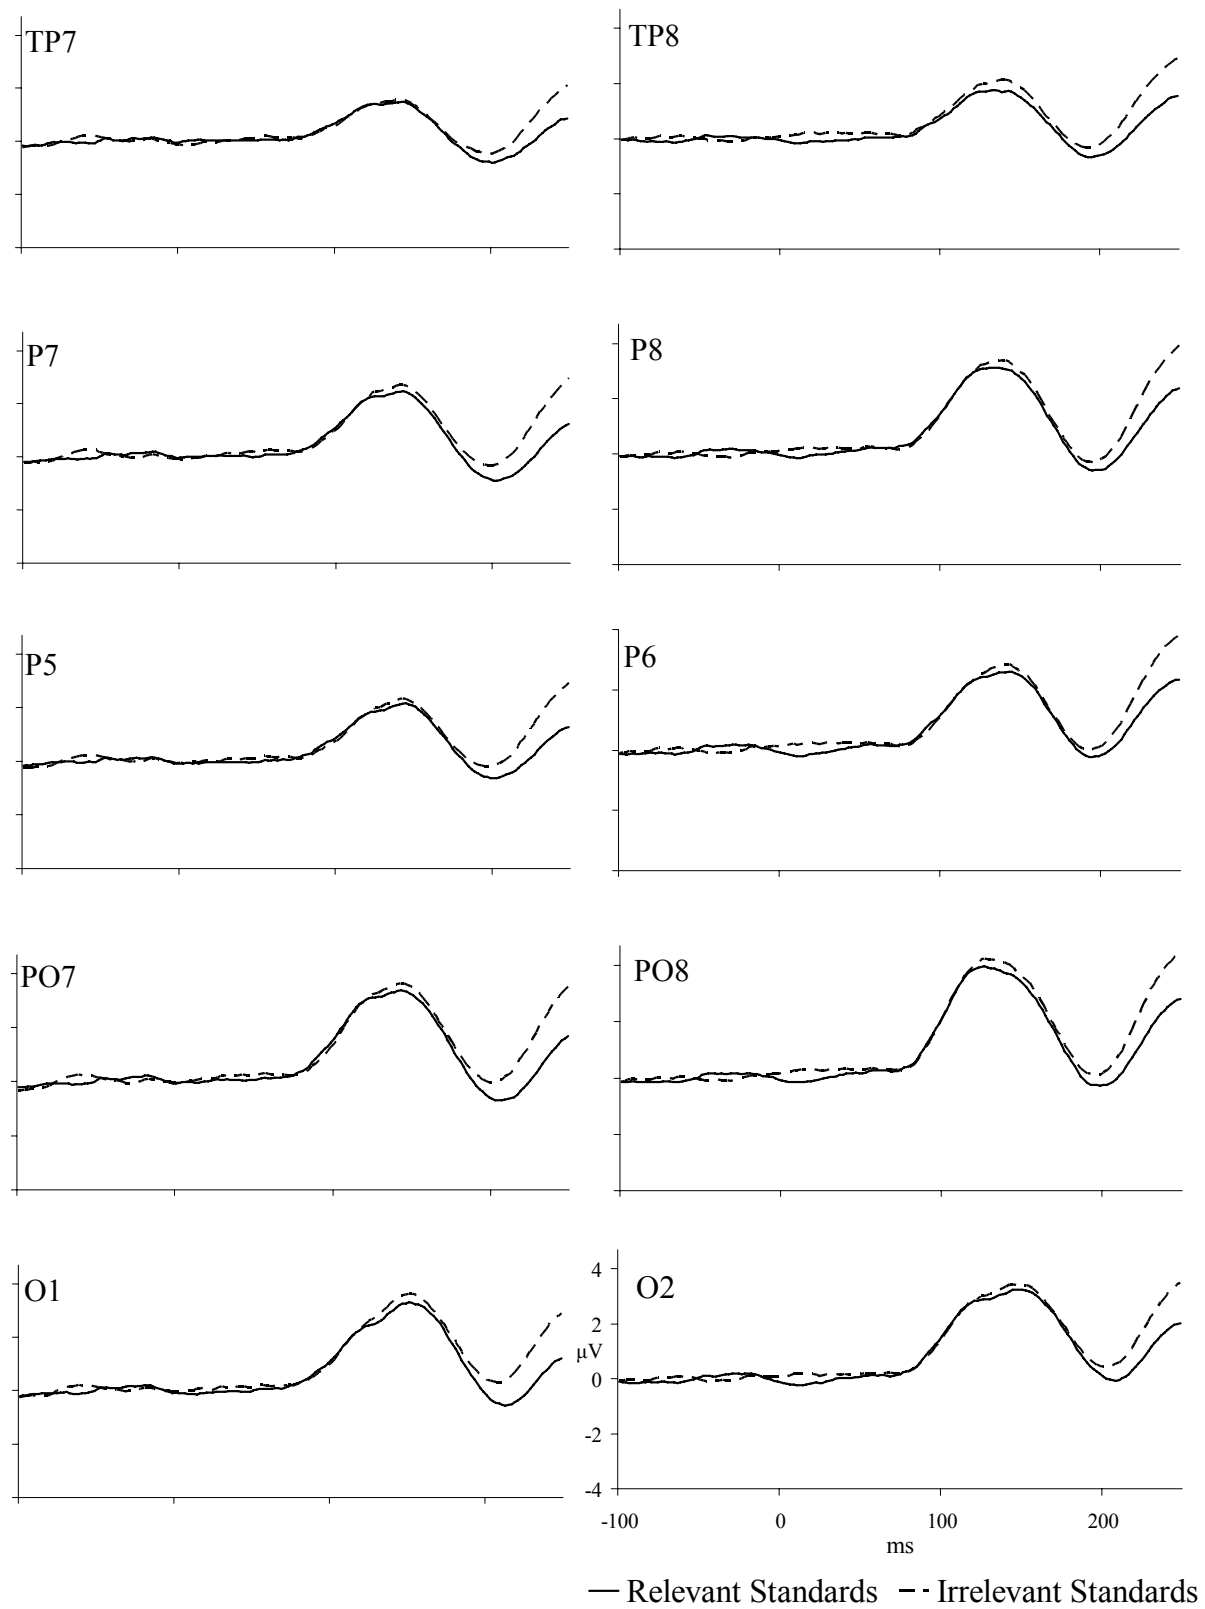 TP7
TP8
P7
P8
P5
P6
PO7
PO8
O1
O2
4
2
µV
0
-2
-4
-100 0 100 200
ms
Relevant Standards Irrelevant Standards